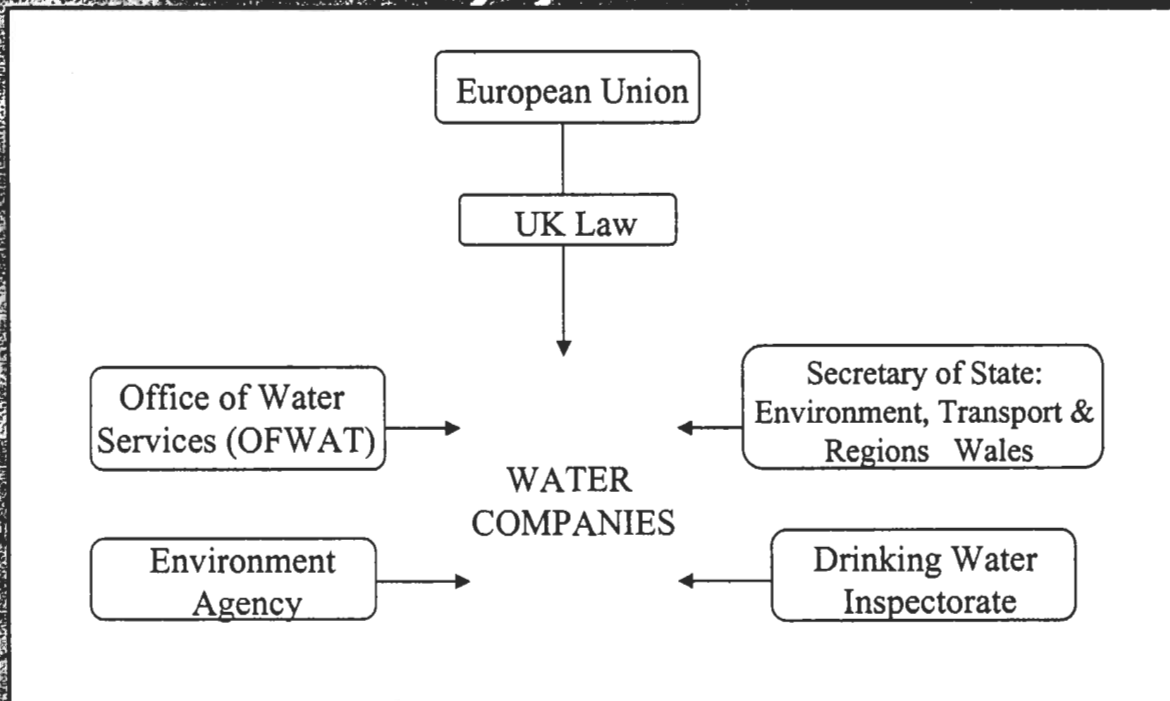 European Union
UK Law
Office of Water
Services (OFWAT)
Secretary of State:
Environment, Transport &
Regions Wales
WATER
COMPANIES
Environment
Agency
Drinking Water
Inspectorate